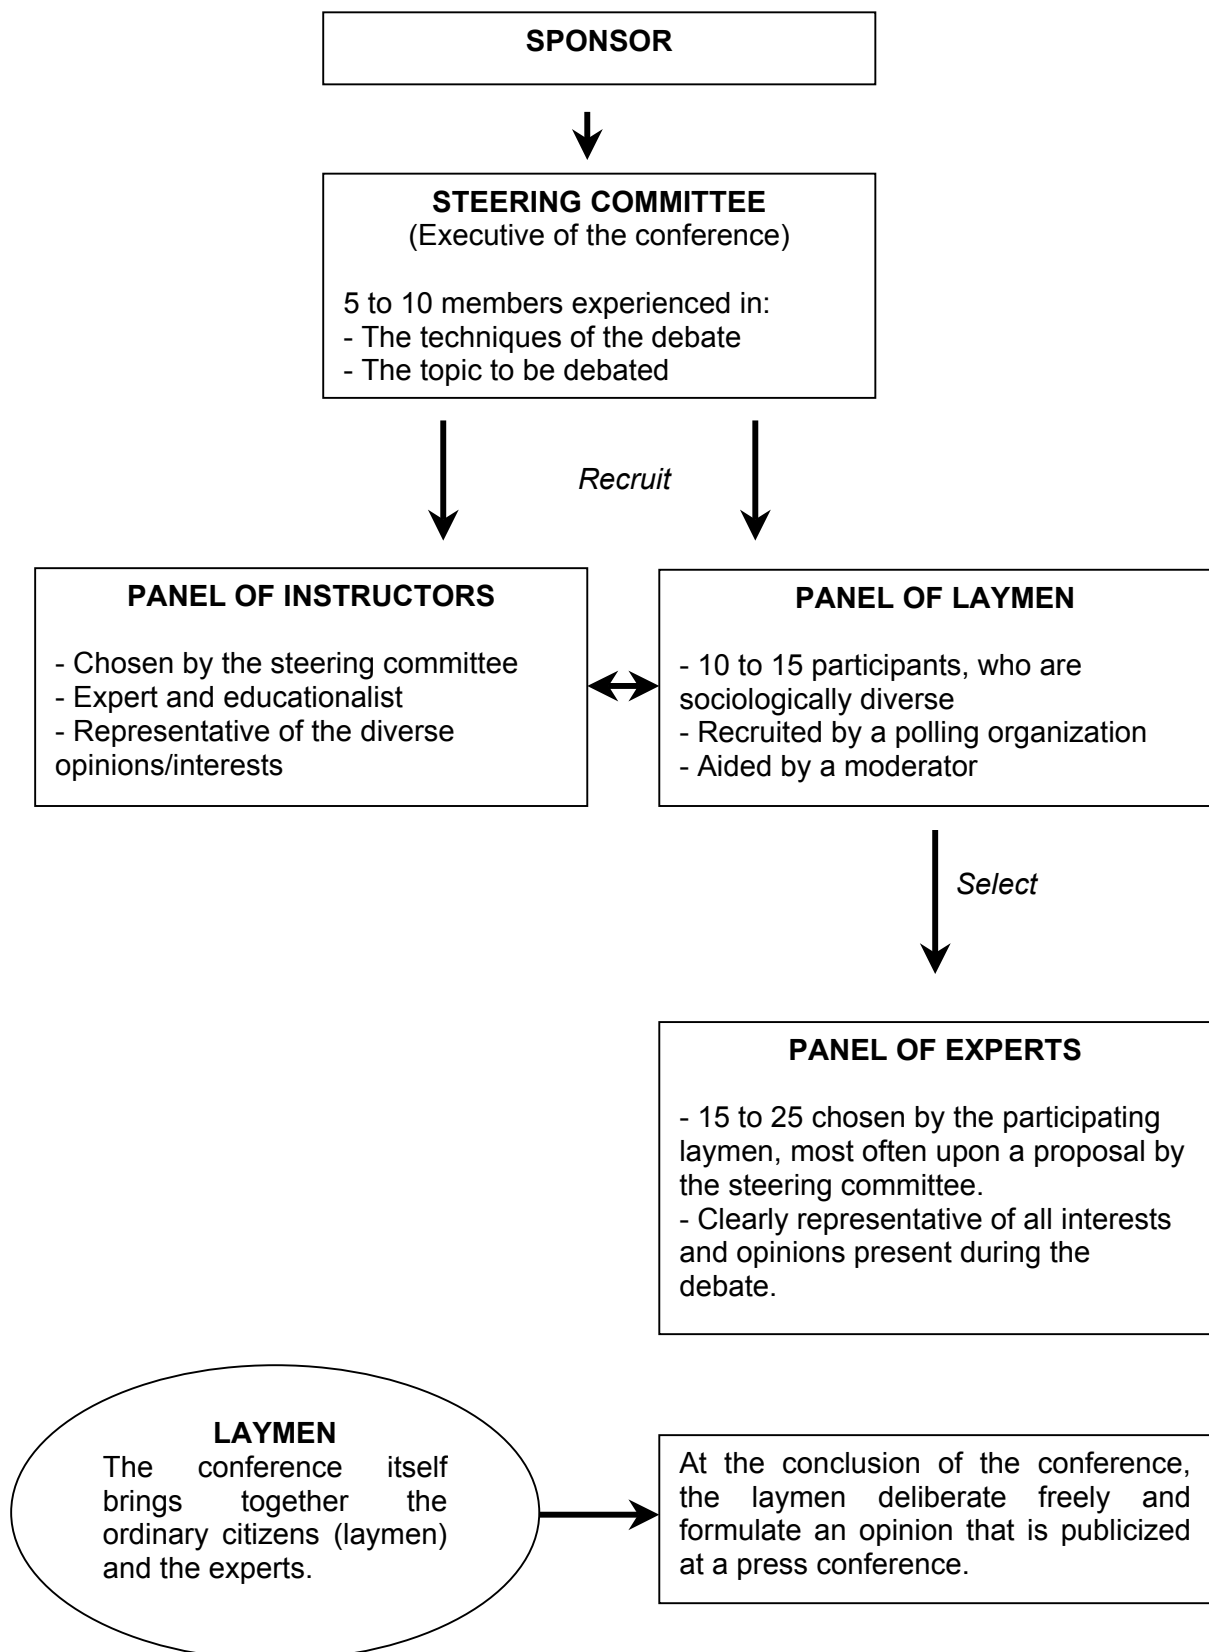 SPONSOR
STEERING COMMITTEE
(Executive of the conference)
5 to 10 members experienced in:
- The techniques of the debate
- The topic to be debated
Recruit
PANEL OF INSTRUCTORS
- Chosen by the steering committee
- Expert and educationalist
- Representative of the diverse
opinions/interests
PANEL OF LAYMEN
- 10 to 15 participants, who are
sociologically diverse
- Recruited by a polling organization
- Aided by a moderator
Select
PANEL OF EXPERTS
- 15 to 25 chosen by the participating
laymen, most often upon a proposal by
the steering committee.
- Clearly representative of all interests
and opinions present during the
debate.
LAYMEN
The conference itself
brings together the
ordinary citizens (laymen)
and the experts.
At the conclusion of the conference,
the laymen deliberate freely and
formulate an opinion that is publicized
at a press conference.